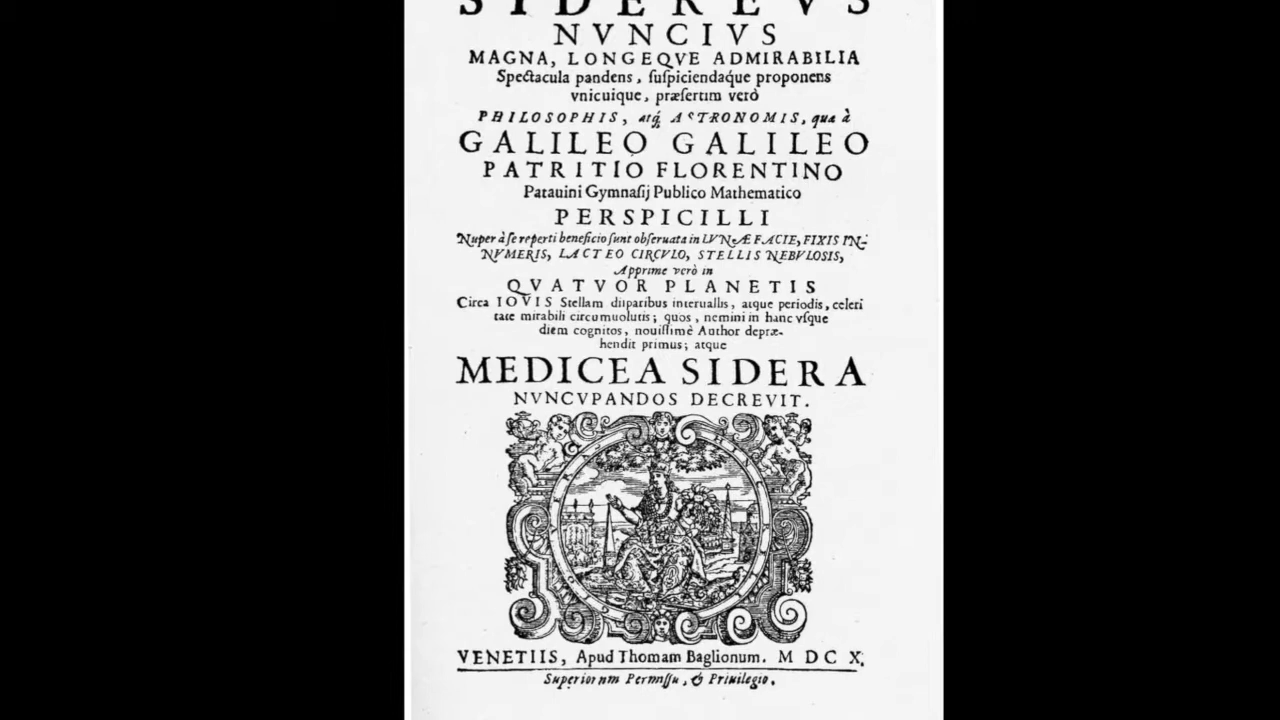 SIDEREVS
NVNCIVS
MAGNA, LONGEQVE ADMIRABILIA
Spectacula pandens, ſuſpiciendaq́ue proponens
vnicuique, præſertim verò
PHILOSOPHIS, atq́; ASTRONOMIS, quæ à
GALILEO GALILEO
PATRITIO FLORENTINO
Patauini Gymnaſij Publico Mathematico
PERSPICILLI
Nuper à ſe reperti beneficio ſunt obſeruata in LVNÆ FACIE, FIXIS IN-
NVMERIS, LACTEO CIRCVLO, STELLIS NEBVLOSIS,
Apprime verò in
QVATVOR PLANETIS
Circa IOVIS Stellam diſparibus interuallis, atque periodis, celeri
tate mirabili circumuolutis; quos, nemini in hanc vſque
diem cognitos, nouiſſimè Author depræ-
hendit primus; atque
MEDICEA SIDERA
NVNCVPANDOS DECREVIT.
VENETIIS, Apud Thomam Baglionum. M DC X.
Superiorum Permiſſu, & Priuilegio.